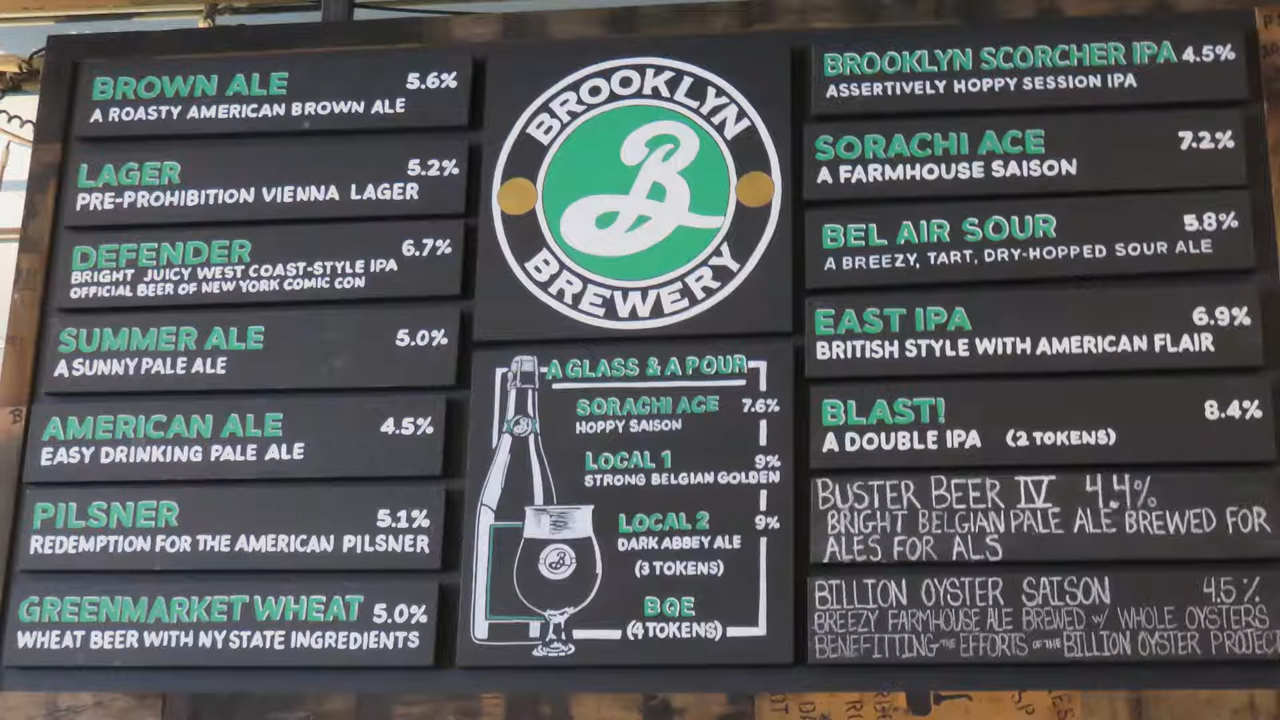 BROWN ALE 5.6%
A ROASTY AMERICAN BROWN ALE
LAGER 5.2%
PRE-PROHIBITION VIENNA LAGER
DEFENDER 6.7%
BRIGHT JUICY WEST COAST-STYLE IPA
OFFICIAL BEER OF NEW YORK COMIC CON
SUMMER ALE 5.0%
A SUNNY PALE ALE
AMERICAN ALE 4.5%
EASY DRINKING PALE ALE
PILSNER 5.1%
REDEMPTION FOR THE AMERICAN PILSNER
GREENMARKET WHEAT 5.0%
WHEAT BEER WITH NY STATE INGREDIENTS
BROOKLYN
B
BREWERY
A GLASS & A POUR
SORACHI ACE 7.6%
HOPPY SAISON
LOCAL 1 9%
STRONG BELGIAN GOLDEN
LOCAL 2 9%
DARK ABBEY ALE
(3 TOKENS)
BQE
(4 TOKENS)
BROOKLYN SCORCHER IPA 4.5%
ASSERTIVELY HOPPY SESSION IPA
SORACHI ACE 7.2%
A FARMHOUSE SAISON
BEL AIR SOUR 5.8%
A BREEZY, TART, DRY-HOPPED SOUR ALE
EAST IPA 6.9%
BRITISH STYLE WITH AMERICAN FLAIR
BLAST! 8.4%
A DOUBLE IPA (2 TOKENS)
BUSTER BEER IV 4.4%
BRIGHT BELGIAN PALE ALE BREWED FOR
ALES FOR ALS
BILLION OYSTER SAISON 4.5%
BREEZY FARMHOUSE ALE BREWED w/ WHOLE OYSTERS
BENEFITTING THE EFFORTS OF THE BILLION OYSTER PROJEC